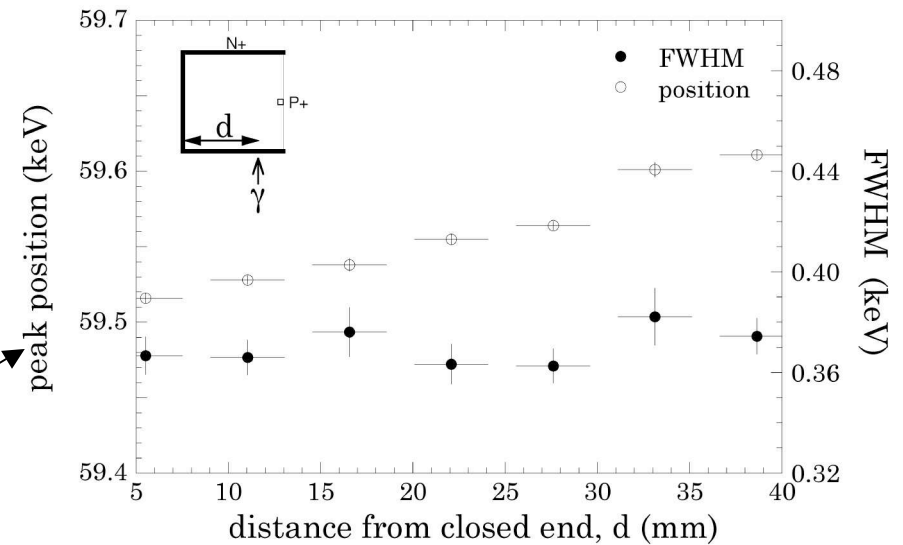 59.7
59.6
59.5
59.4
peak position (keV)
N+
P+
d
γ
FWHM
position
0.48
0.44
0.40
0.36
0.32
FWHM (keV)
5 10 15 20 25 30 35 40
distance from closed end, d (mm)